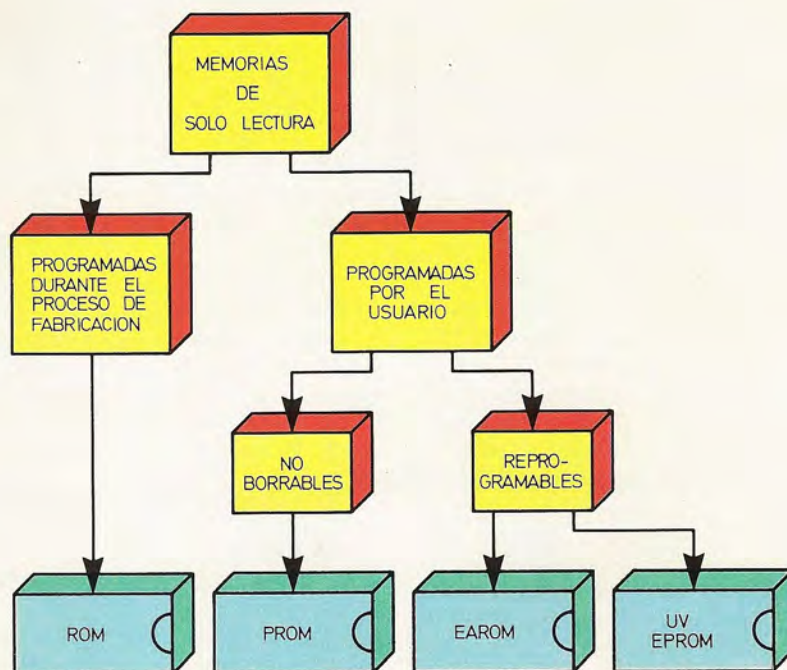 MEMORIAS
DE
SOLO LECTURA
PROGRAMADAS
DURANTE EL
PROCESO DE
FABRICACION
PROGRAMADAS
POR EL
USUARIO
NO
BORRABLES
REPRO-
GRAMABLES
ROM
PROM
EAROM
UV
EPROM